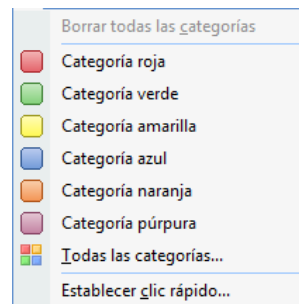 Borrar todas las categorías
Categoría roja
Categoría verde
Categoría amarilla
Categoría azul
Categoría naranja
Categoría púrpura
Todas las categorías...
Establecer clic rápido...